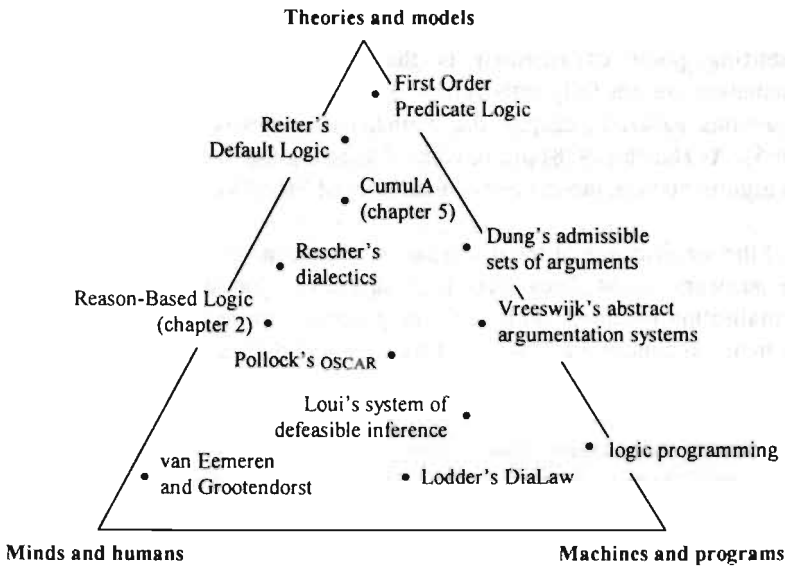 Theories and models
First Order
Predicate Logic
Reiter's
Default Logic
CumulA
(chapter 5)
Dung's admissible
sets of arguments
Rescher's
dialectics
Reason-Based Logic
(chapter 2)
Vreeswijk's abstract
argumentation systems
Pollock's OSCAR
Loui's system of
defeasible inference
logic programming
van Eemeren
and Grootendorst
Lodder's DiaLaw
Minds and humans
Machines and programs